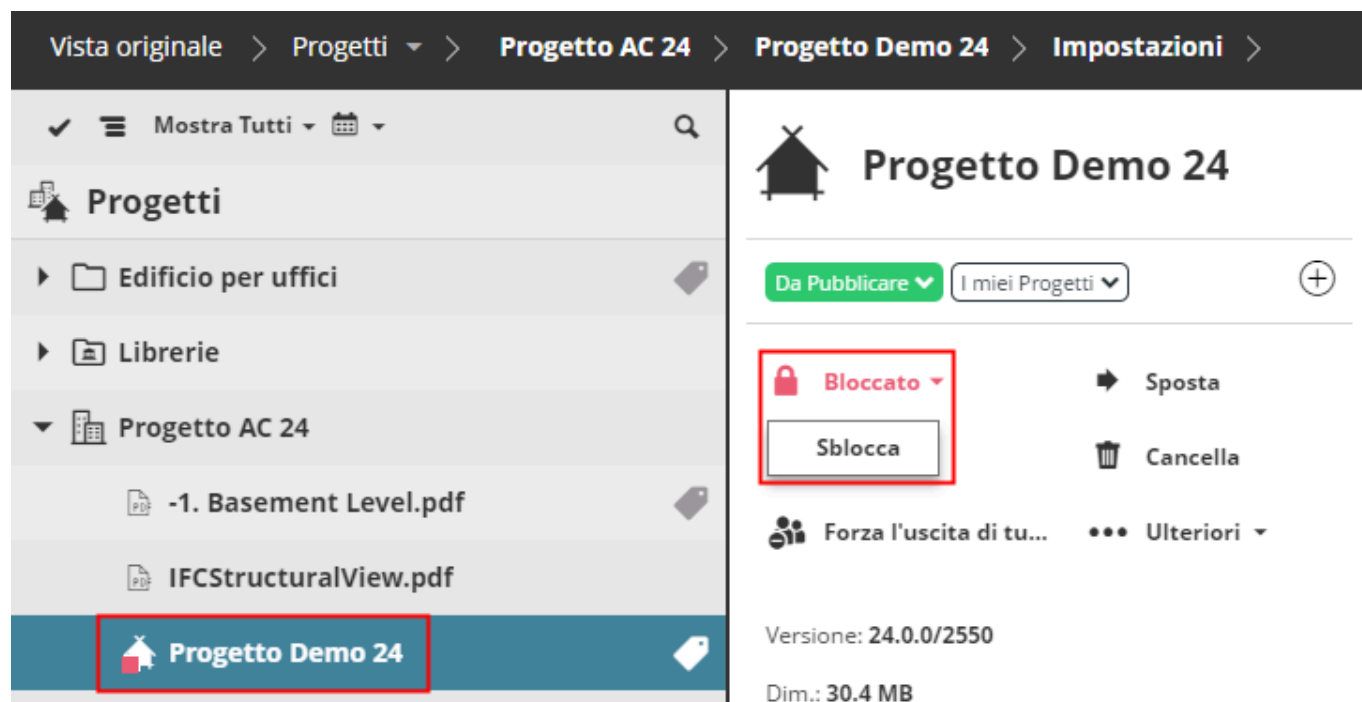 Vista originale > Progetti > Progetto AC 24 > Progetto Demo 24 > Impostazioni >
Mostra Tutti
Progetti
Edificio per uffici
Librerie
Progetto AC 24
-1. Basement Level.pdf
IFCStructuralView.pdf
Progetto Demo 24
Progetto Demo 24
Da Pubblicare
I miei Progetti
Bloccato
Sposta
Sblocca
Cancella
Forza l'uscita di tu...
Ulteriori
Versione: 24.0.0/2550
Dim.: 30.4 MB